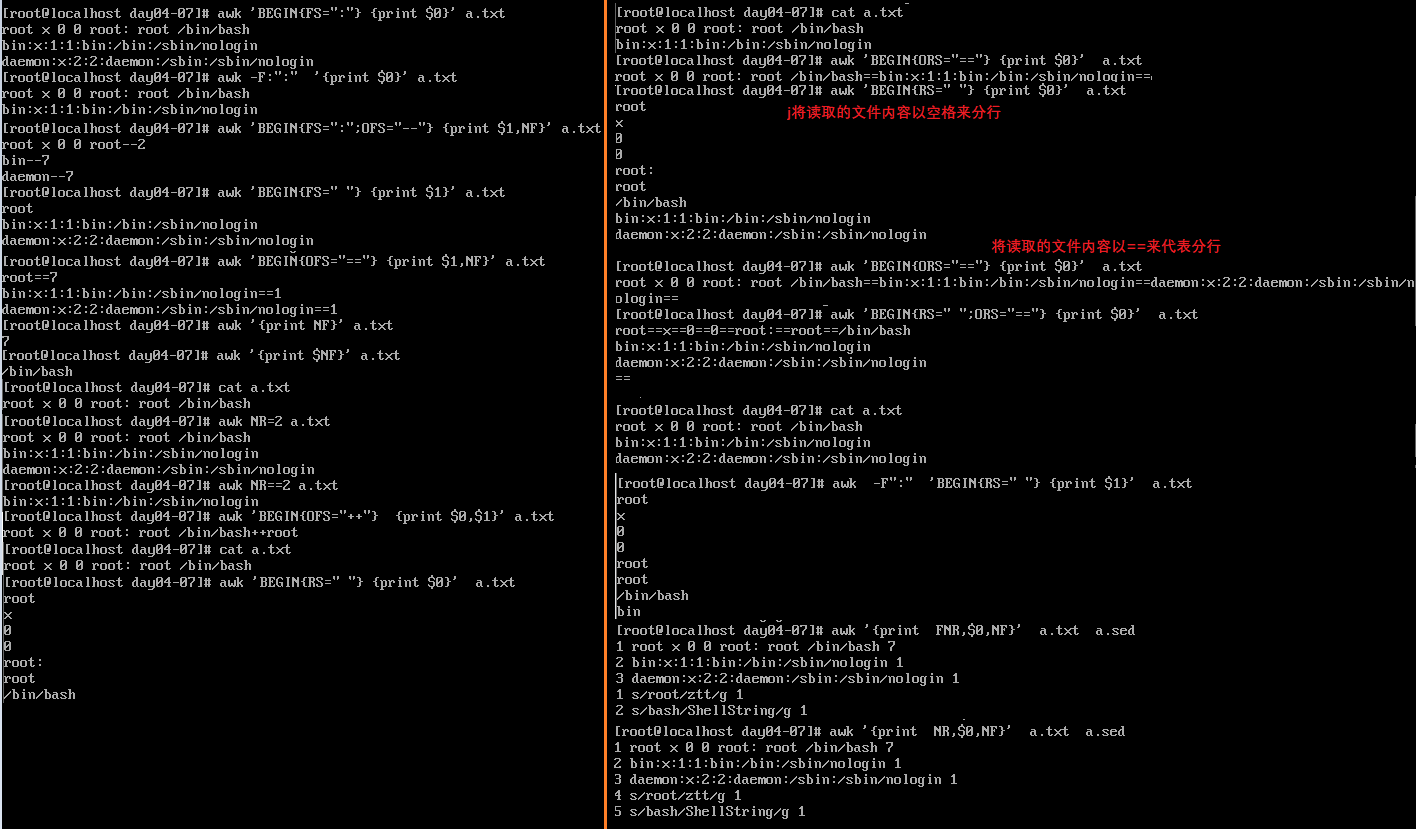 [root@localhost day04-07]# awk 'BEGIN{FS=":"} {print $0}' a.txt
root x 0 0 root: root /bin/bash
bin:x:1:1:bin:/bin:/sbin/nologin
daemon:x:2:2:daemon:/sbin:/sbin/nologin
[root@localhost day04-07]# awk -F":"  '{print $0}' a.txt
root x 0 0 root: root /bin/bash
bin:x:1:1:bin:/bin:/sbin/nologin
[root@localhost day04-07]# awk 'BEGIN{FS=":";OFS="--"} {print $1,NF}' a.txt
root x 0 0 root--2
bin--7
daemon--7
[root@localhost day04-07]# awk 'BEGIN{FS=" "} {print $1}' a.txt
root
bin:x:1:1:bin:/bin:/sbin/nologin
daemon:x:2:2:daemon:/sbin:/sbin/nologin
[root@localhost day04-07]# awk 'BEGIN{OFS="=="} {print $1,NF}' a.txt
root==7
bin:x:1:1:bin:/bin:/sbin/nologin==1
daemon:x:2:2:daemon:/sbin:/sbin/nologin==1
[root@localhost day04-07]# awk '{print NF}' a.txt
7
[root@localhost day04-07]# awk '{print $NF}' a.txt
/bin/bash
[root@localhost day04-07]# cat a.txt
root x 0 0 root: root /bin/bash
[root@localhost day04-07]# awk NR=2 a.txt
root x 0 0 root: root /bin/bash
bin:x:1:1:bin:/bin:/sbin/nologin
daemon:x:2:2:daemon:/sbin:/sbin/nologin
[root@localhost day04-07]# awk NR==2 a.txt
bin:x:1:1:bin:/bin:/sbin/nologin
[root@localhost day04-07]# awk 'BEGIN{OFS="++"}  {print $0,$1}' a.txt
root x 0 0 root: root /bin/bash++root
[root@localhost day04-07]# cat a.txt
root x 0 0 root: root /bin/bash
[root@localhost day04-07]# awk 'BEGIN{RS=" "} {print $0}'  a.txt
root
x
0
0
root:
root
/bin/bash
[root@localhost day04-07]# cat a.txt
root x 0 0 root: root /bin/bash
bin:x:1:1:bin:/bin:/sbin/nologin
[root@localhost day04-07]# awk 'BEGIN{ORS="=="} {print $0}'  a.txt
root x 0 0 root: root /bin/bash==bin:x:1:1:bin:/bin:/sbin/nologin==
[root@localhost day04-07]# awk 'BEGIN{RS=" "} {print $0}'  a.txt
j将读取的文件内容以空格来分行
root
x
0
0
root:
root
/bin/bash
bin:x:1:1:bin:/bin:/sbin/nologin
daemon:x:2:2:daemon:/sbin:/sbin/nologin
将读取的文件内容以==来代表分行
[root@localhost day04-07]# awk 'BEGIN{ORS="=="} {print $0}'  a.txt
root x 0 0 root: root /bin/bash==bin:x:1:1:bin:/bin:/sbin/nologin==daemon:x:2:2:daemon:/sbin:/sbin/n
ologin==
[root@localhost day04-07]# awk 'BEGIN{RS=" ";ORS="=="} {print $0}'  a.txt
root==x==0==0==root:==root==/bin/bash
bin:x:1:1:bin:/bin:/sbin/nologin
daemon:x:2:2:daemon:/sbin:/sbin/nologin
==
[root@localhost day04-07]# cat a.txt
root x 0 0 root: root /bin/bash
bin:x:1:1:bin:/bin:/sbin/nologin
daemon:x:2:2:daemon:/sbin:/sbin/nologin
[root@localhost day04-07]# awk  -F":"  'BEGIN{RS=" "} {print $1}'  a.txt
root
x
0
0
root
root
/bin/bash
bin
[root@localhost day04-07]# awk '{print  FNR,$0,NF}'  a.txt  a.sed
1 root x 0 0 root: root /bin/bash 7
2 bin:x:1:1:bin:/bin:/sbin/nologin 1
3 daemon:x:2:2:daemon:/sbin:/sbin/nologin 1
1 s/root/ztt/g 1
2 s/bash/ShellString/g 1
[root@localhost day04-07]# awk '{print  NR,$0,NF}'  a.txt  a.sed
1 root x 0 0 root: root /bin/bash 7
2 bin:x:1:1:bin:/bin:/sbin/nologin 1
3 daemon:x:2:2:daemon:/sbin:/sbin/nologin 1
4 s/root/ztt/g 1
5 s/bash/ShellString/g 1